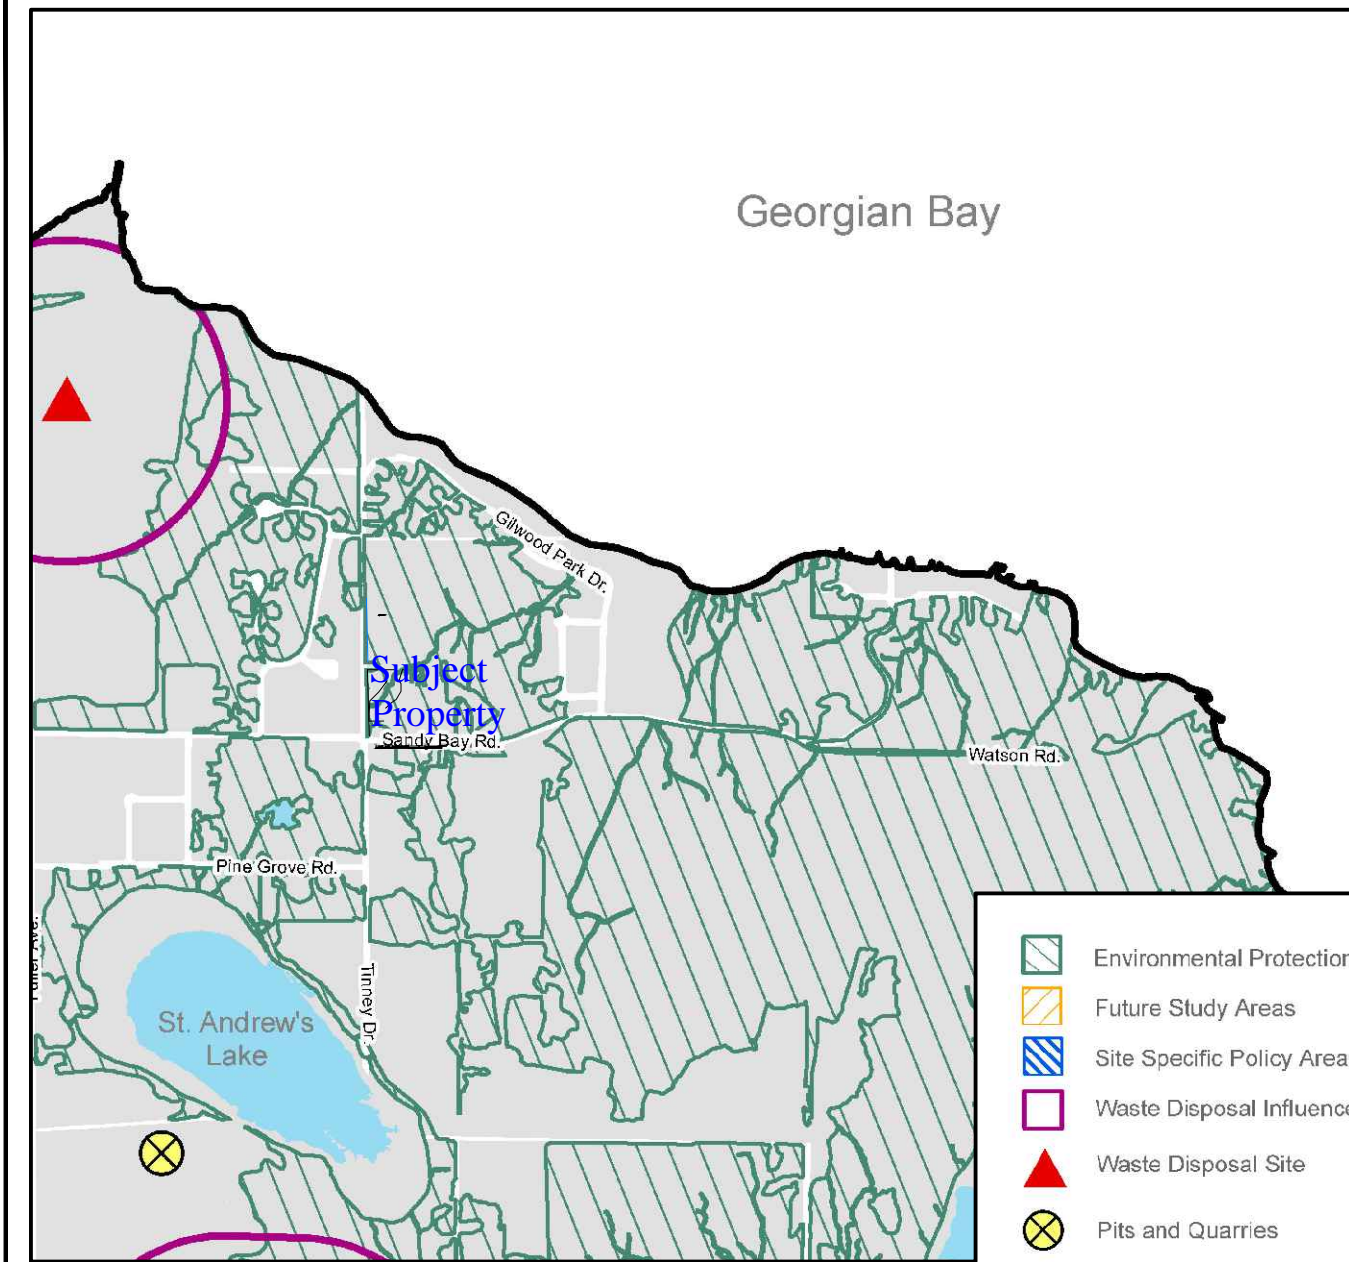 Georgian Bay
Gilwood Park Dr.
Subject
Property
Sandy Bay Rd.
Watson Rd.
Pine Grove Rd.
Tinney Dr.
St. Andrew's
Lake
Environmental Protection
Future Study Areas
Site Specific Policy Area
Waste Disposal Influence
Waste Disposal Site
Pits and Quarries